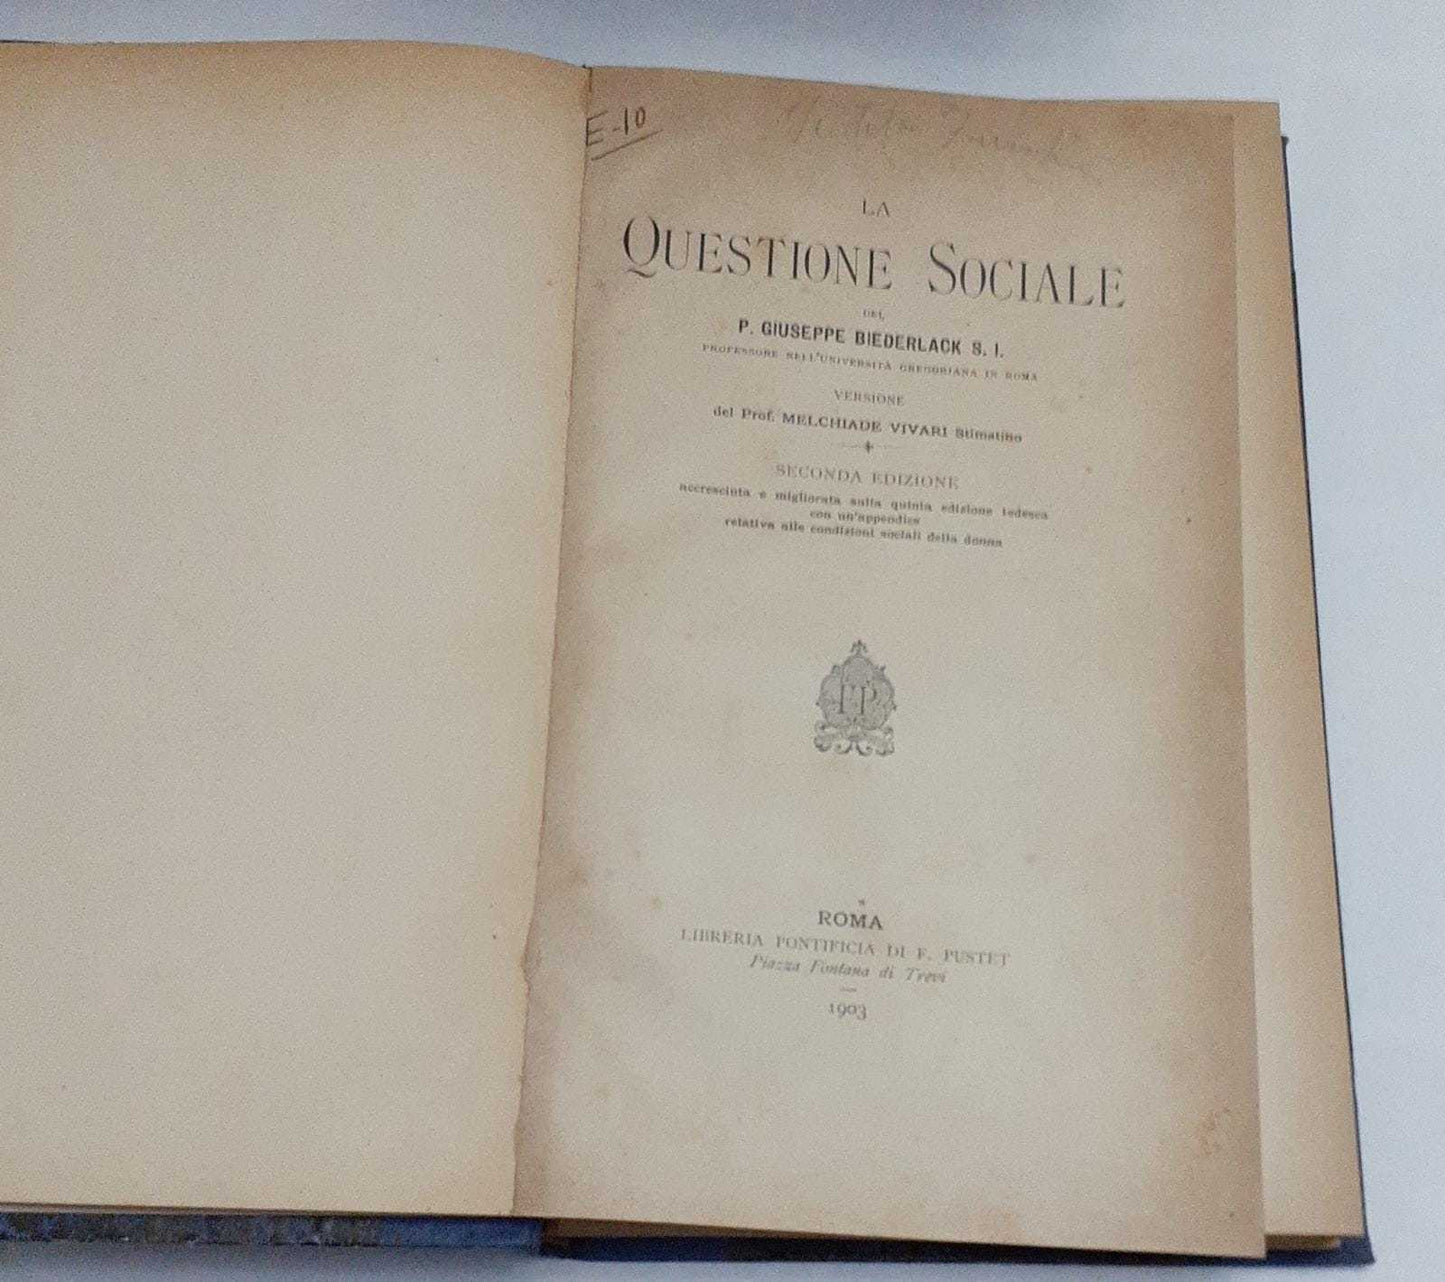 E-10
LA
QUESTIONE SOCIALE
DEL
P. GIUSEPPE BIEDERLACK S. I.
PROFESSORE NELL'UNIVERSITÀ GREGORIANA IN ROMA
VERSIONE
del Prof. MELCHIADE VIVARI Stimatino
SECONDA EDIZIONE
accresciuta e migliorata sulla quinta edizione tedesca
con un'appendice
relativa alle condizioni sociali della donna
FP
ROMA
LIBRERIA PONTIFICIA DI F. PUSTET
Piazza Fontana di Trevi
1903